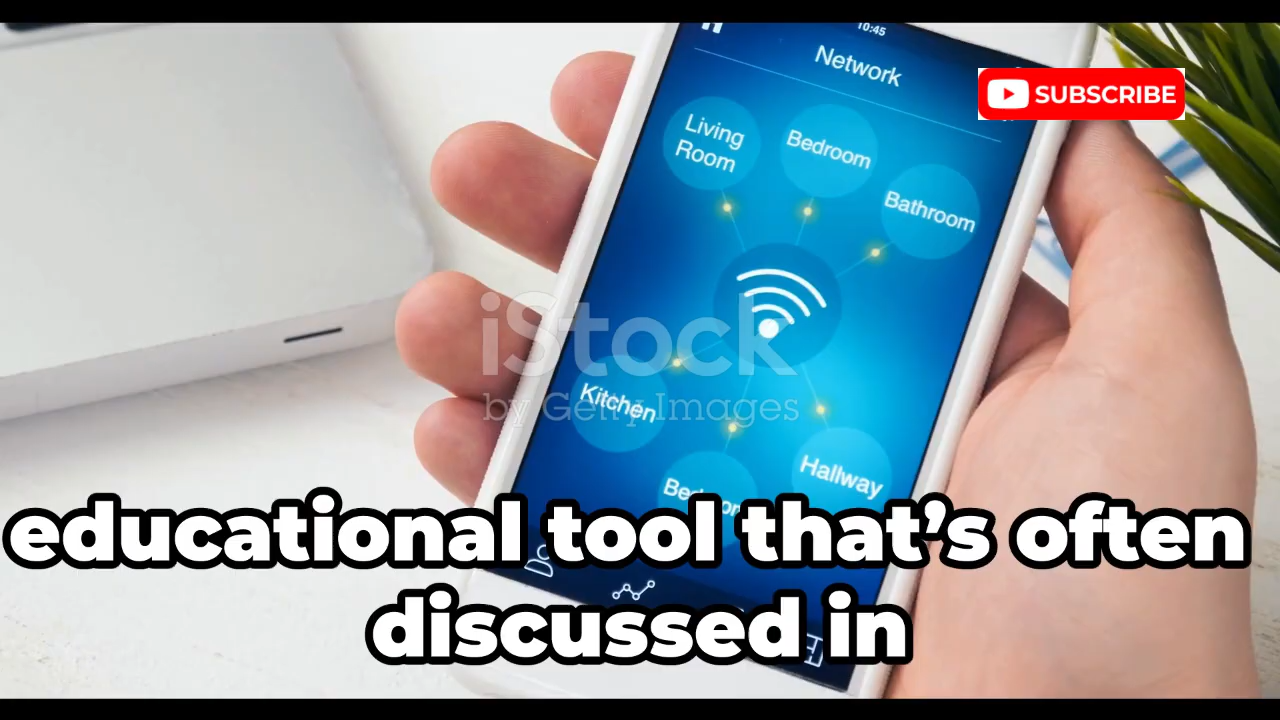 10:45
Network
SUBSCRIBE
Living
Room
Bedroom
Bathroom
iStock
by Getty Images
Kitchen
Hallway
educational tool that's often
discussed in